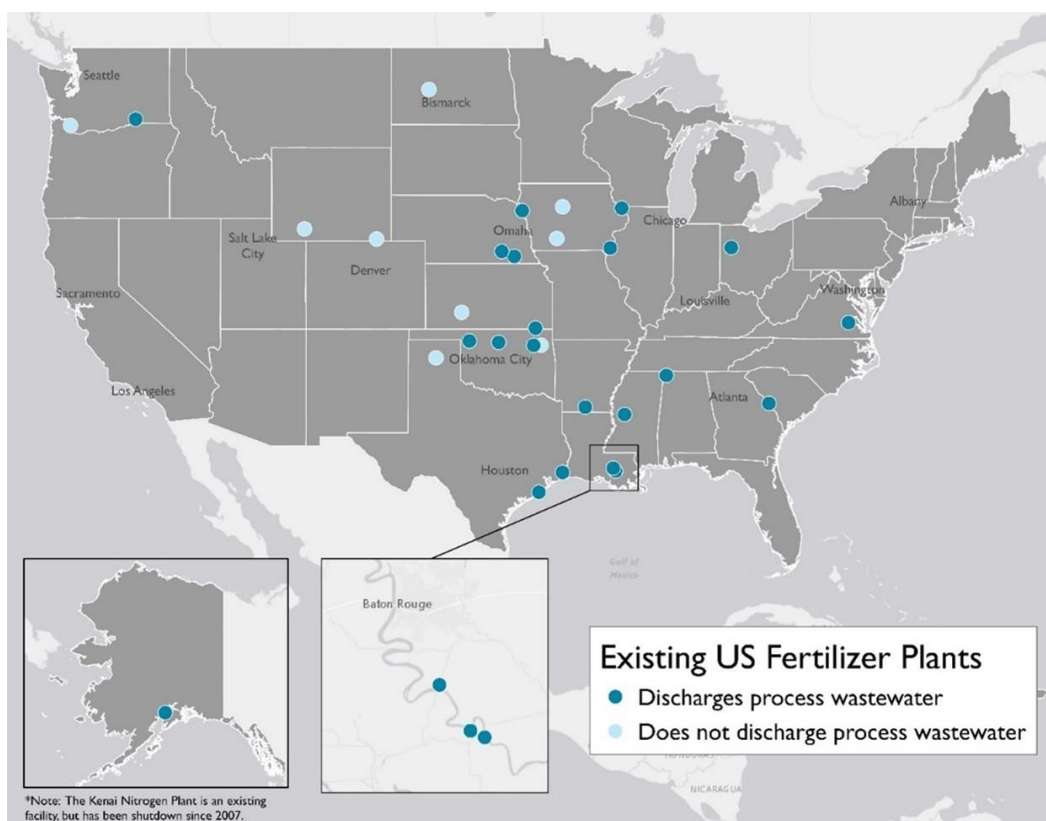 Seattle
Bismarck
Albany
Chicago
Omaha
Salt Lake
City
Denver
Sacramento
Louisville
Washington
Oklahoma City
Los Angeles
Atlanta
Houston
Gulf of
Mexico
Baton Rouge
Existing US Fertilizer Plants
Discharges process wastewater
Does not discharge process wastewater
HONDURAS
NICARAGUA
*Note: The Kenai Nitrogen Plant is an existing
facility, but has been shutdown since 2007.